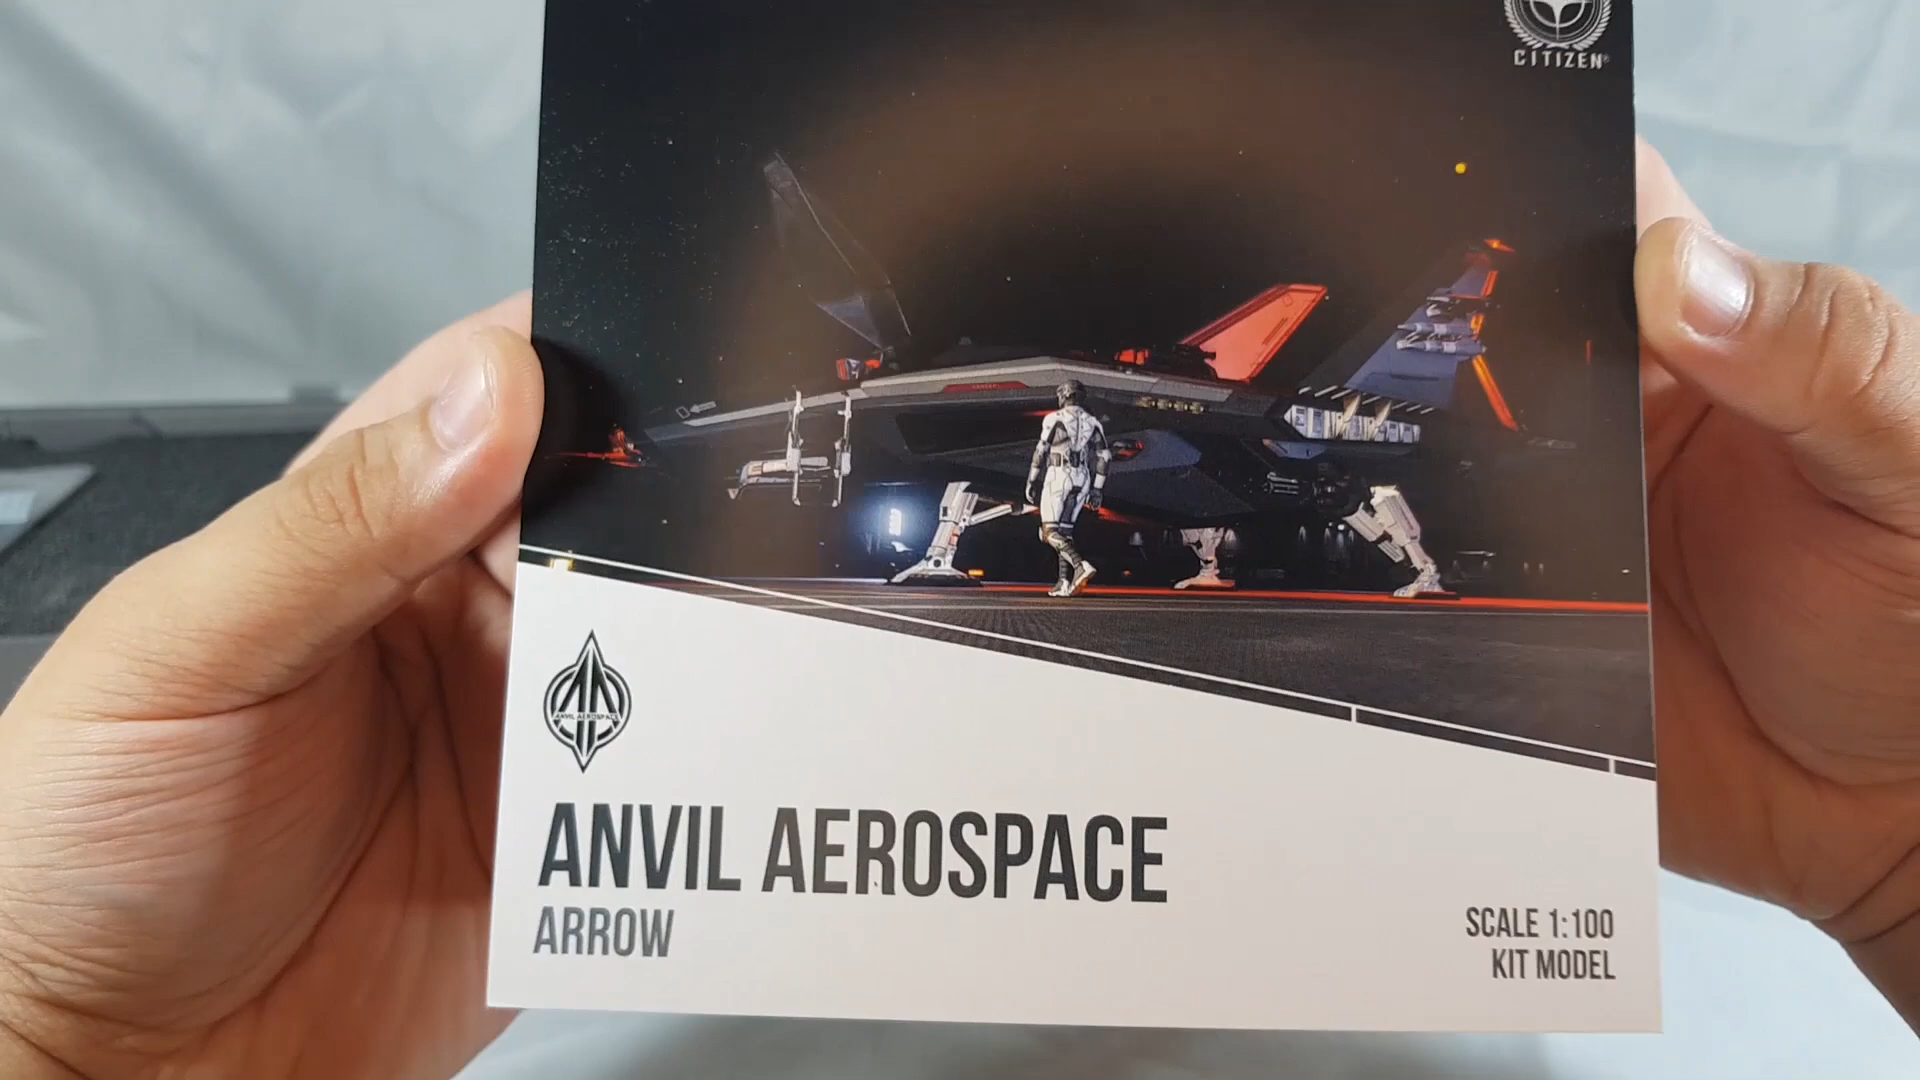 CITIZEN®
ANVIL AEROSPACE
ANVIL AEROSPACE
ARROW
SCALE 1:100
KIT MODEL